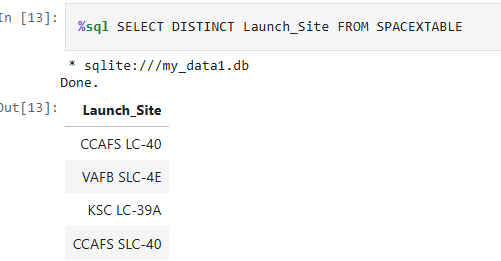 In [13]:
%sql SELECT DISTINCT Launch_Site FROM SPACEXTABLE
* sqlite:///my_data1.db
Done.
Out[13]:
Launch_Site
CCAFS LC-40
VAFB SLC-4E
KSC LC-39A
CCAFS SLC-40